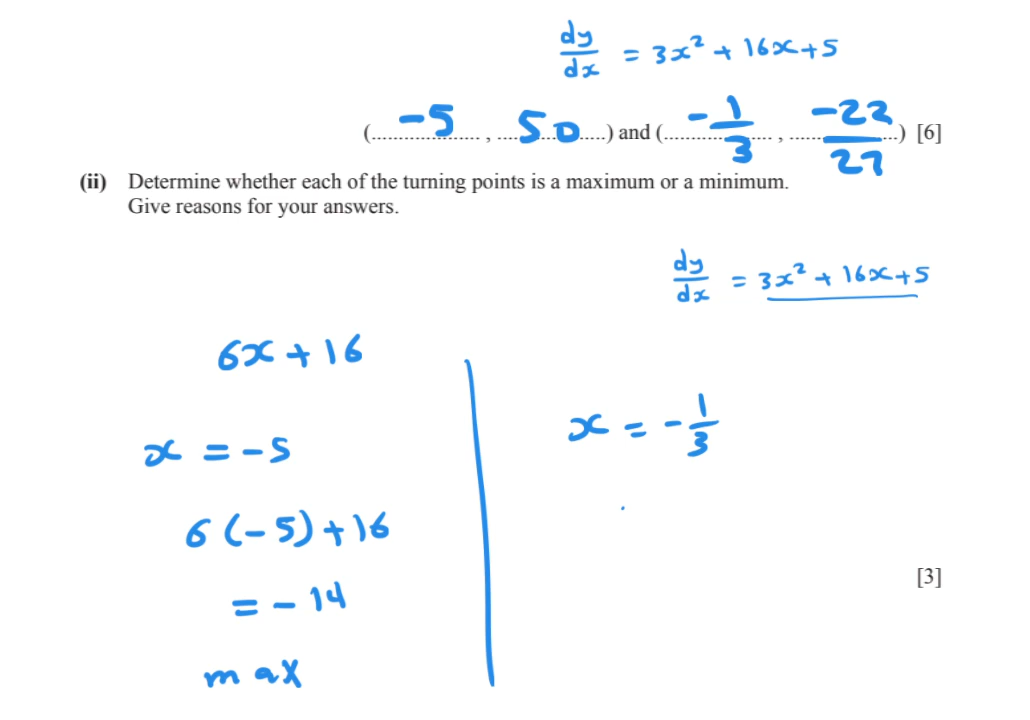 dy/dx = 3x² + 16x + 5
(......−5......, ......50......) and (......−1/3......, ......−22/27......) [6]
(ii) Determine whether each of the turning points is a maximum or a minimum.
Give reasons for your answers.
dy/dx = 3x² + 16x + 5
6x + 16
x = −5
6(−5) + 16
= − 14
max
x = −1/3
[3]